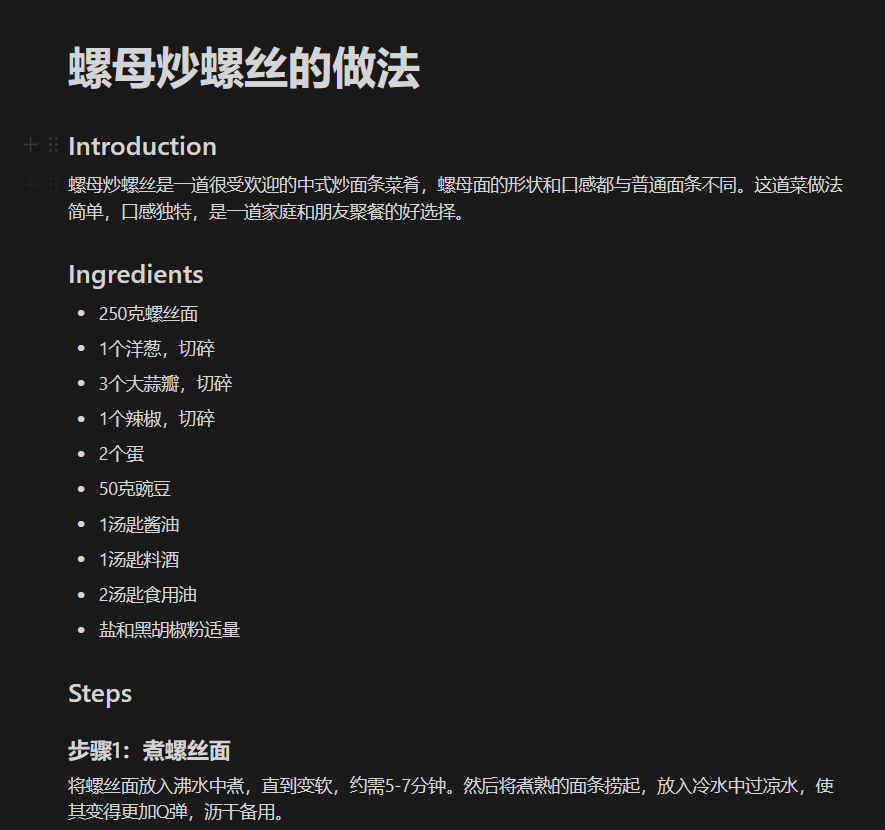 螺母炒螺丝的做法
Introduction
螺母炒螺丝是一道很受欢迎的中式炒面条菜肴，螺母面的形状和口感都与普通面条不同。这道菜做法
简单，口感独特，是一道家庭和朋友聚餐的好选择。
Ingredients
• 250克螺丝面
• 1个洋葱，切碎
• 3个大蒜瓣，切碎
• 1个辣椒，切碎
• 2个蛋
• 50克豌豆
• 1汤匙酱油
• 1汤匙料酒
• 2汤匙食用油
• 盐和黑胡椒粉适量
Steps
步骤1：煮螺丝面
将螺丝面放入沸水中煮，直到变软，约需5-7分钟。然后将煮熟的面条捞起，放入冷水中过凉水，使
其变得更加Q弹，沥干备用。